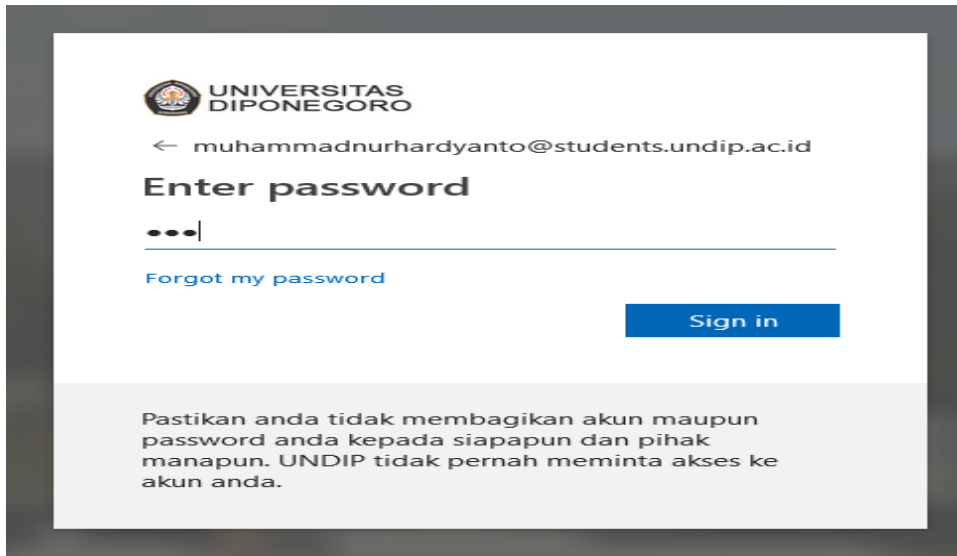 UNIVERSITAS
DIPONEGORO
← muhammadnurhardyanto@students.undip.ac.id
Enter password
•••
Forgot my password
Sign in
Pastikan anda tidak membagikan akun maupun
password anda kepada siapapun dan pihak
manapun. UNDIP tidak pernah meminta akses ke
akun anda.